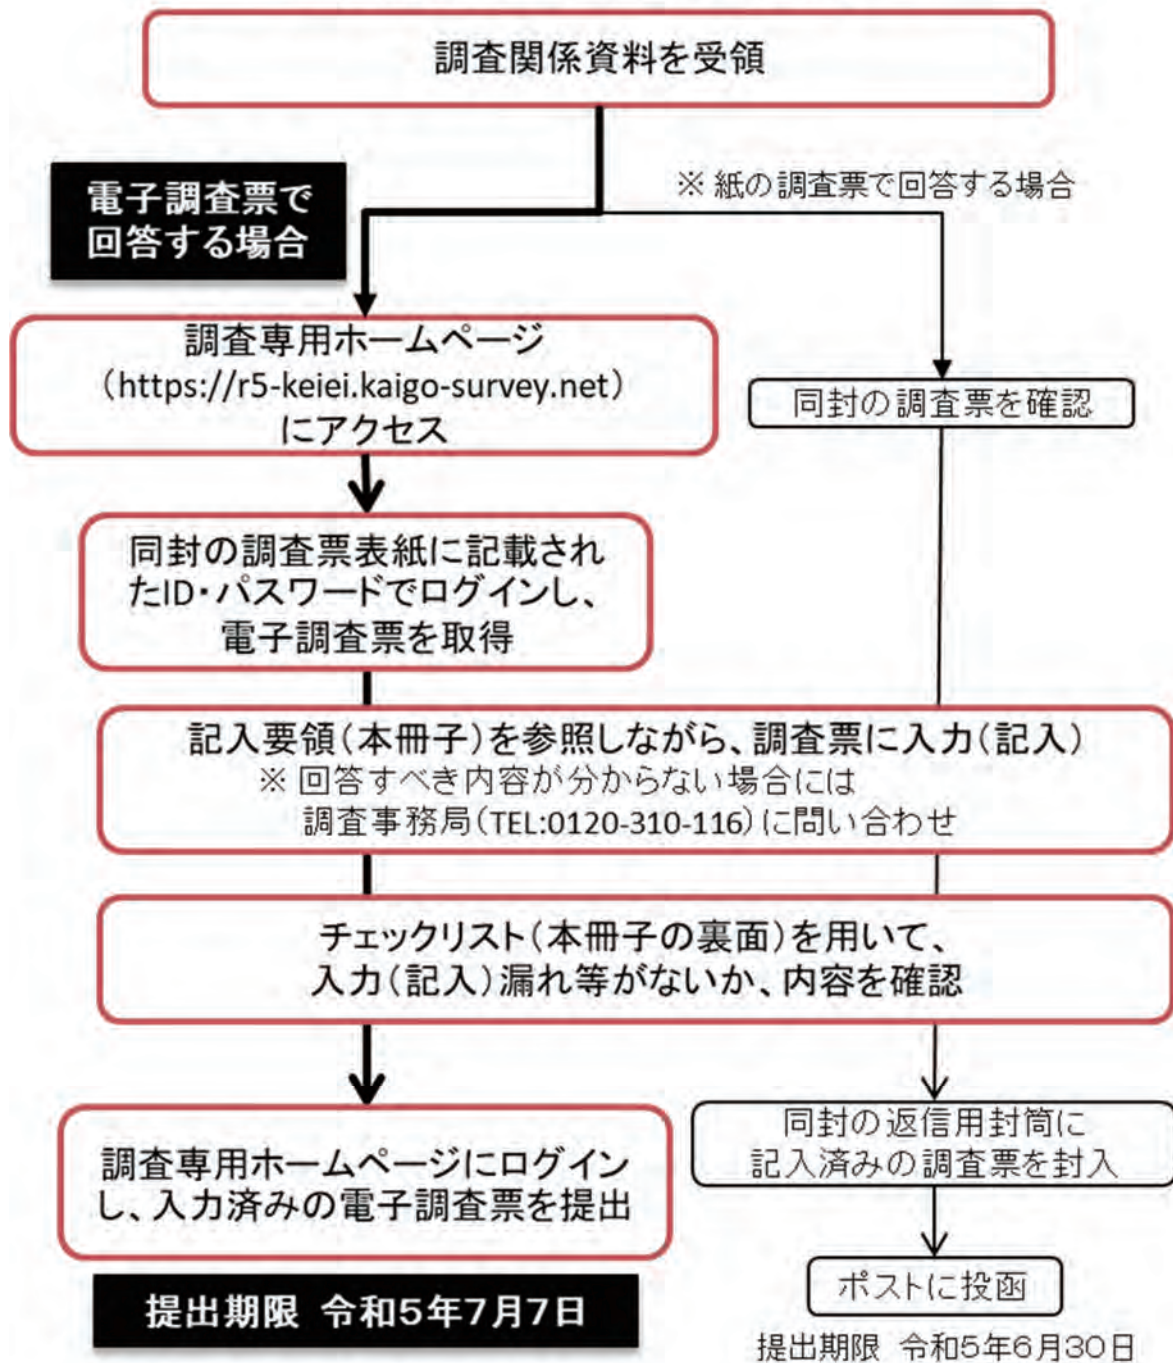 調査関係資料を受領
電子調査票で
回答する場合
※ 紙の調査票で回答する場合
調査専用ホームページ
（https://r5-keiei.kaigo-survey.net）
にアクセス
同封の調査票を確認
同封の調査票表紙に記載され
たID・パスワードでログインし、
電子調査票を取得
記入要領（本冊子）を参照しながら、調査票に入力（記入）
※ 回答すべき内容が分からない場合には
調査事務局（TEL:0120-310-116）に問い合わせ
チェックリスト（本冊子の裏面）を用いて、
入力（記入）漏れ等がないか、内容を確認
調査専用ホームページにログイン
し、入力済みの電子調査票を提出
提出期限 令和5年7月7日
同封の返信用封筒に
記入済みの調査票を封入
ポストに投函
提出期限 令和5年6月30日